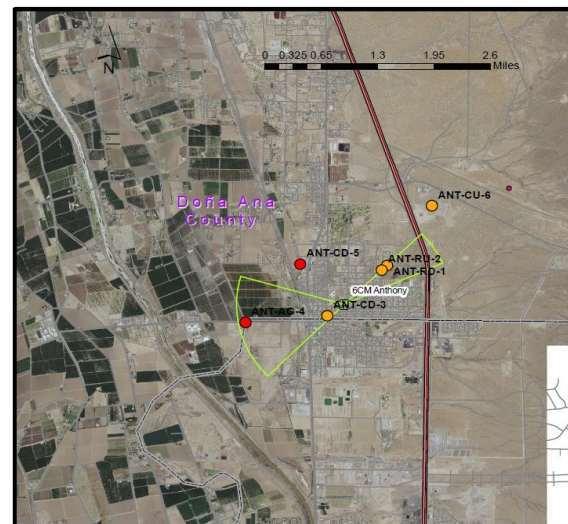 N
0 0.325 0.65 1.3 1.95 2.6
Miles
ANT-CU-6
Doña Ana
County
ANT-CD-5
ANT-RU-2
ANT-RD-1
6CM Anthony
ANT-AG-4
ANT-CD-3